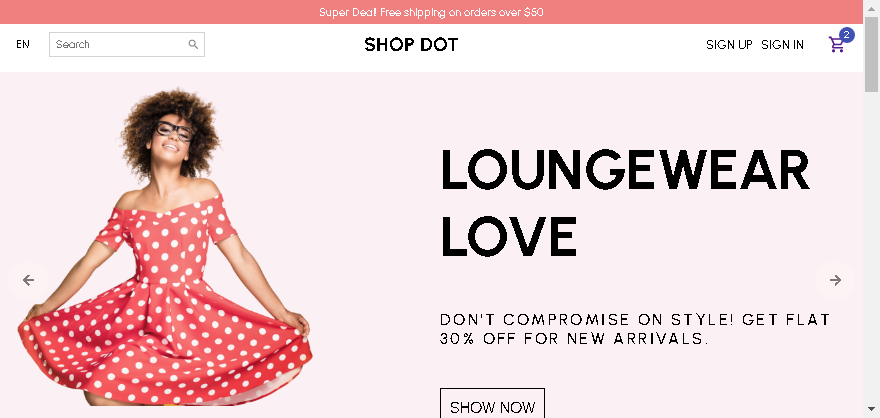 Super Deal! Free shipping on orders over $50
EN
Search
SHOP DOT
SIGN UP
SIGN IN
2
LOUNGEWEAR
LOVE
DON'T COMPROMISE ON STYLE! GET FLAT
30% OFF FOR NEW ARRIVALS.
SHOW NOW